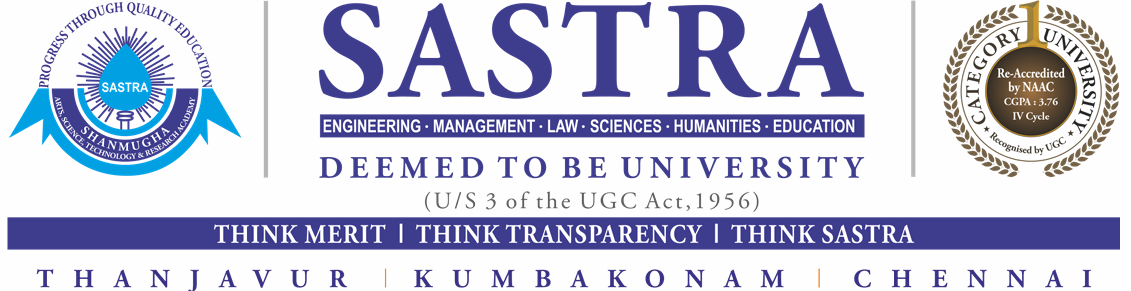 PROGRESS THROUGH QUALITY EDUCATION
SASTRA
SHANMUGHA
ARTS, SCIENCE, TECHNOLOGY & RESEARCH ACADEMY
SASTRA
ENGINEERING · MANAGEMENT · LAW · SCIENCES · HUMANITIES · EDUCATION
DEEMED TO BE UNIVERSITY
(U/S 3 of the UGC Act,1956)
CATEGORY 1 UNIVERSITY
Re-Accredited
by NAAC
CGPA : 3.76
IV Cycle
★ Recognised by UGC ★
THINK MERIT | THINK TRANSPARENCY | THINK SASTRA
THANJAVUR | KUMBAKONAM | CHENNAI